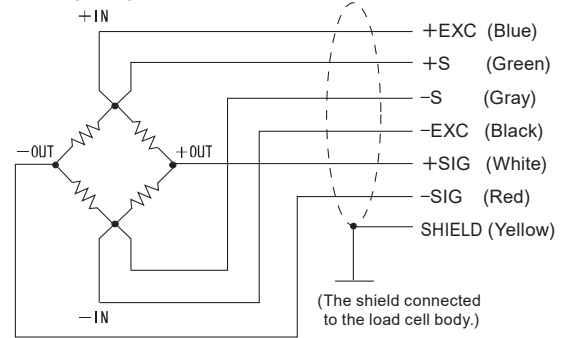 +IN
+EXC (Blue)
+S (Green)
-S (Gray)
-EXC (Black)
-OUT
+OUT
+SIG (White)
-SIG (Red)
SHIELD (Yellow)
-IN
(The shield connected
to the load cell body.)